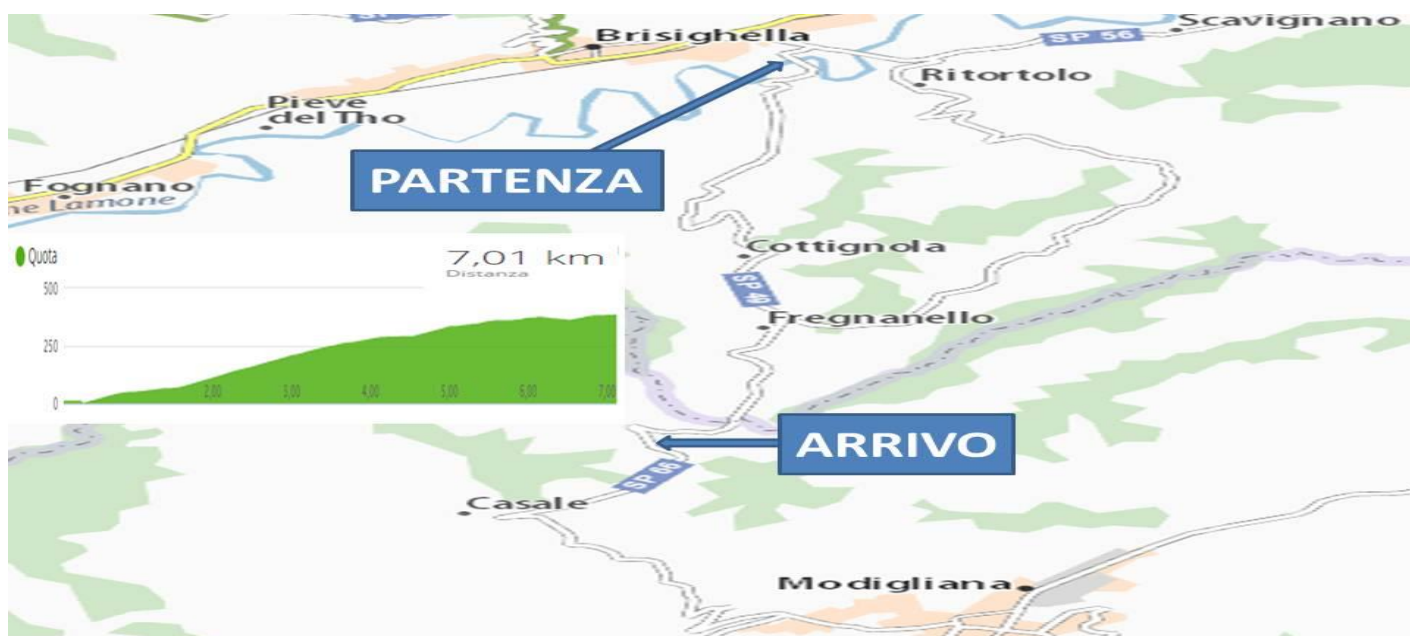 Brisighella
Scavignano
SP 56
Ritortolo
Pieve
del Tho
PARTENZA
Fognano
Lamone
Cottignola
Quota
7,01 km
Distanza
SP 49
500
Fregnanello
250
2,00 3,00 4,00 5,00 6,00 7,00
0
ARRIVO
SP 66
Casale
Modigliana